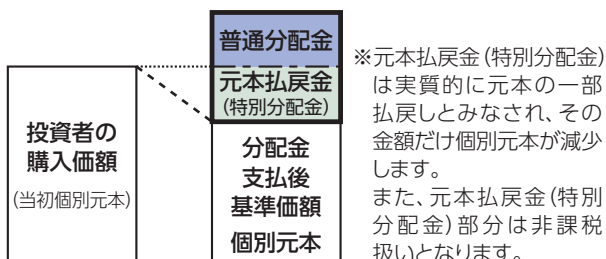 普通分配金
元本払戻金
(特別分配金)
投資者の
購入価額
(当初個別元本)
分配金
支払後
基準価額
個別元本
※元本払戻金(特別分配金)
は実質的に元本の一部
払戻しとみなされ、その
金額だけ個別元本が減少
します。
また、元本払戻金(特別
分配金)部分は非課税
扱いとなります。